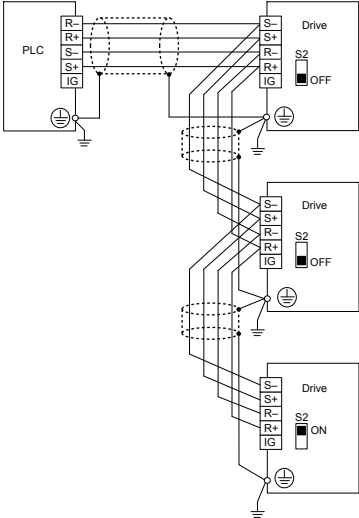 PLC
R–
R+
S–
S+
IG
S–
S+
R–
R+
IG
Drive
S2
OFF
S–
S+
R–
R+
IG
Drive
S2
OFF
S–
S+
R–
R+
IG
Drive
S2
ON